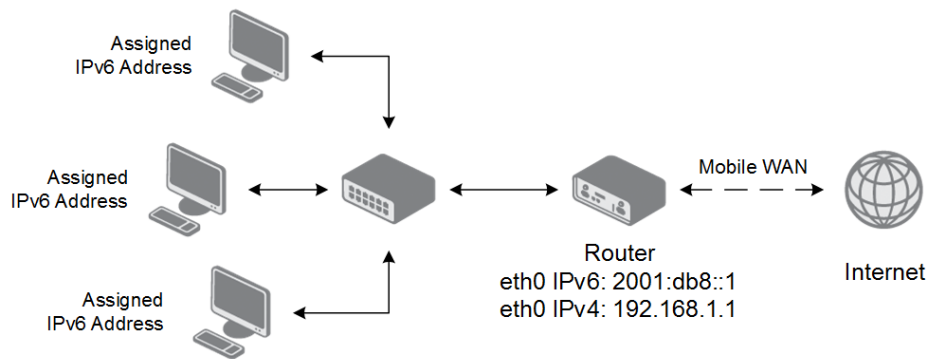 Assigned
IPv6 Address
Assigned
IPv6 Address
Assigned
IPv6 Address
Mobile WAN
Router
eth0 IPv6: 2001:db8::1
eth0 IPv4: 192.168.1.1
Internet